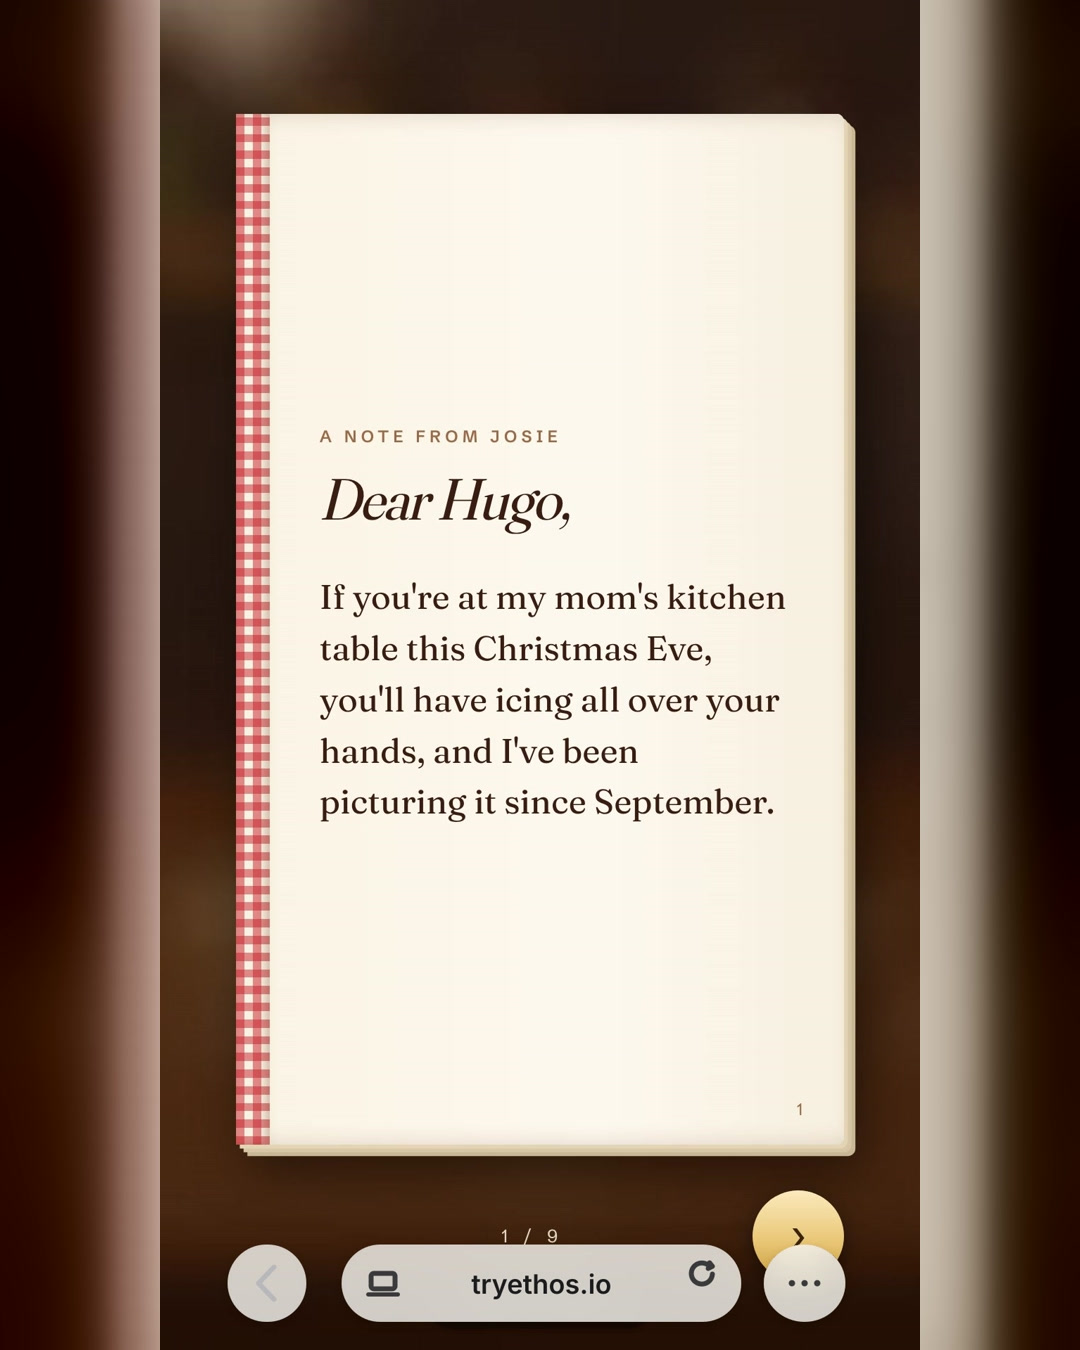 A NOTE FROM JOSIE
Dear Hugo,
If you're at my mom's kitchen
table this Christmas Eve,
you'll have icing all over your
hands, and I've been
picturing it since September.
1
1 / 9
›
tryethos.io